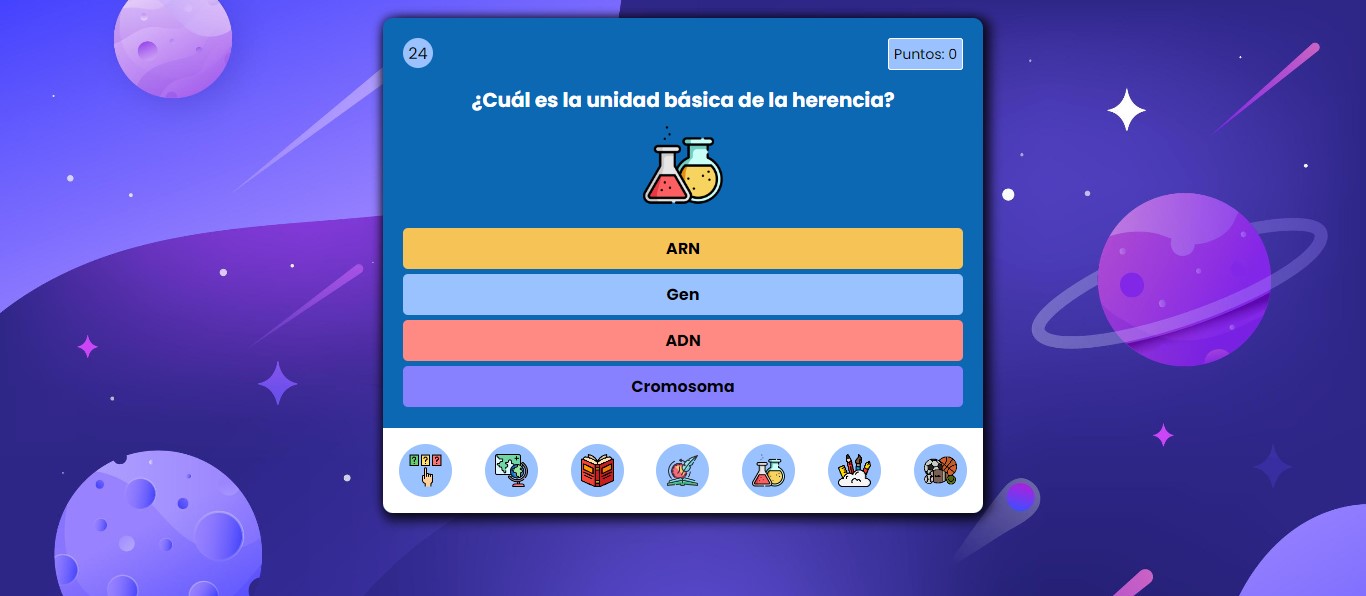 24
Puntos: 0
¿Cuál es la unidad básica de la herencia?
ARN
Gen
ADN
Cromosoma